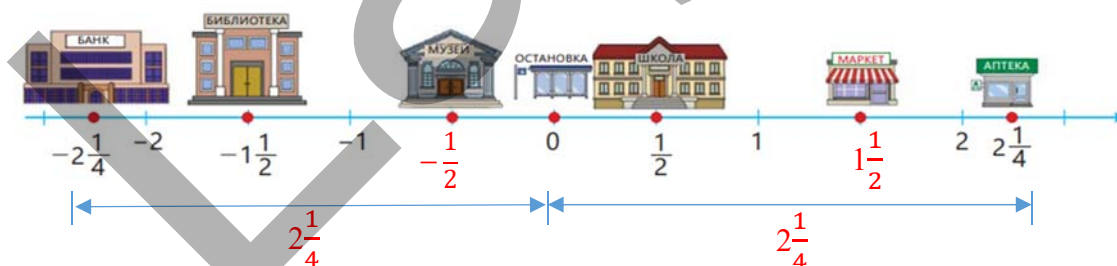 БИБЛИОТЕКА
БАНК
МУЗЕЙ
ОСТАНОВКА
ШКОЛА
МАРКЕТ
АПТЕКА
−2 1/4 −2 −1 1/2 −1 −1/2 0 1/2 1 1 1/2 2 2 1/4
2 1/4 2 1/4